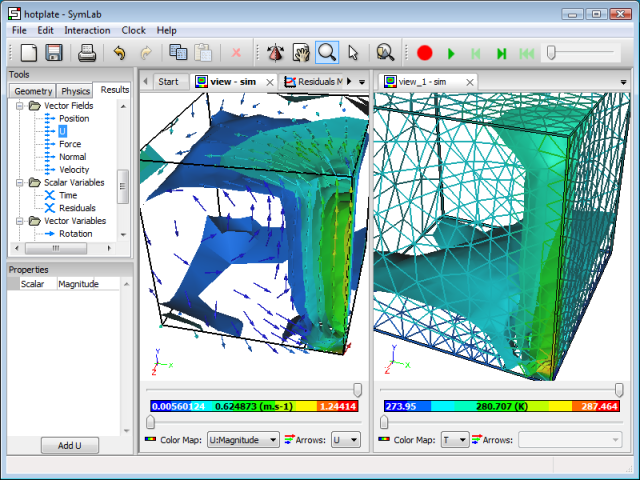 hotplate - SymLab
File Edit Interaction Clock Help
Tools
Geometry Physics Results
Vector Fields
Position
U
Force
Normal
Velocity
Scalar Variables
Time
Residuals
Vector Variables
Rotation
Properties
Scalar Magnitude
Add U
Start view - sim Residuals M
Y
X
Z
0.00560124 0.624873 (m.s-1) 1.24414
Color Map: U:Magnitude Arrows: U
view_1 - sim
Y
X
Z
273.95 280.707 (K) 287.464
Color Map: T Arrows: